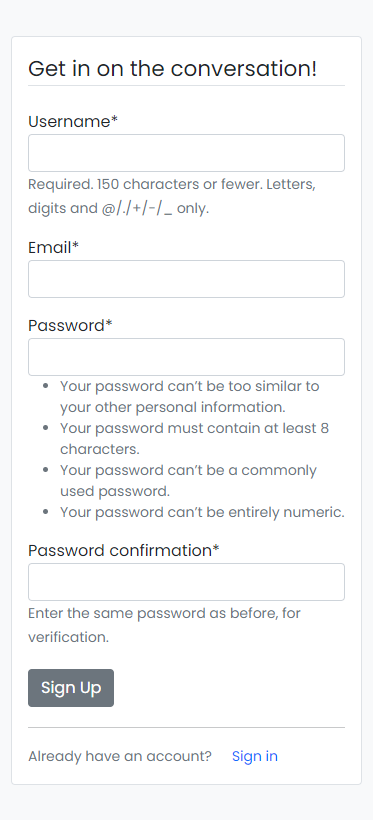 Get in on the conversation!
Username*
Required. 150 characters or fewer. Letters,
digits and @/./+/-/_ only.
Email*
Password*
• Your password can’t be too similar to
your other personal information.
• Your password must contain at least 8
characters.
• Your password can’t be a commonly
used password.
• Your password can’t be entirely numeric.
Password confirmation*
Enter the same password as before, for
verification.
Sign Up
Already have an account? Sign in